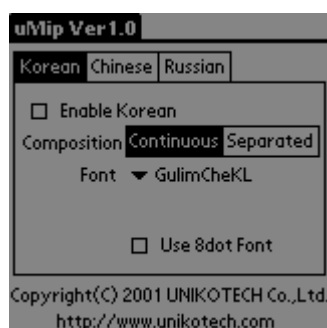 uMip Ver1.0
Korean Chinese Russian
Enable Korean
Composition Continuous Separated
Font GulimCheKL
Use 8dot Font
Copyright(C) 2001 UNIKOTECH Co.,Ltd.
http://www.unikotech.com